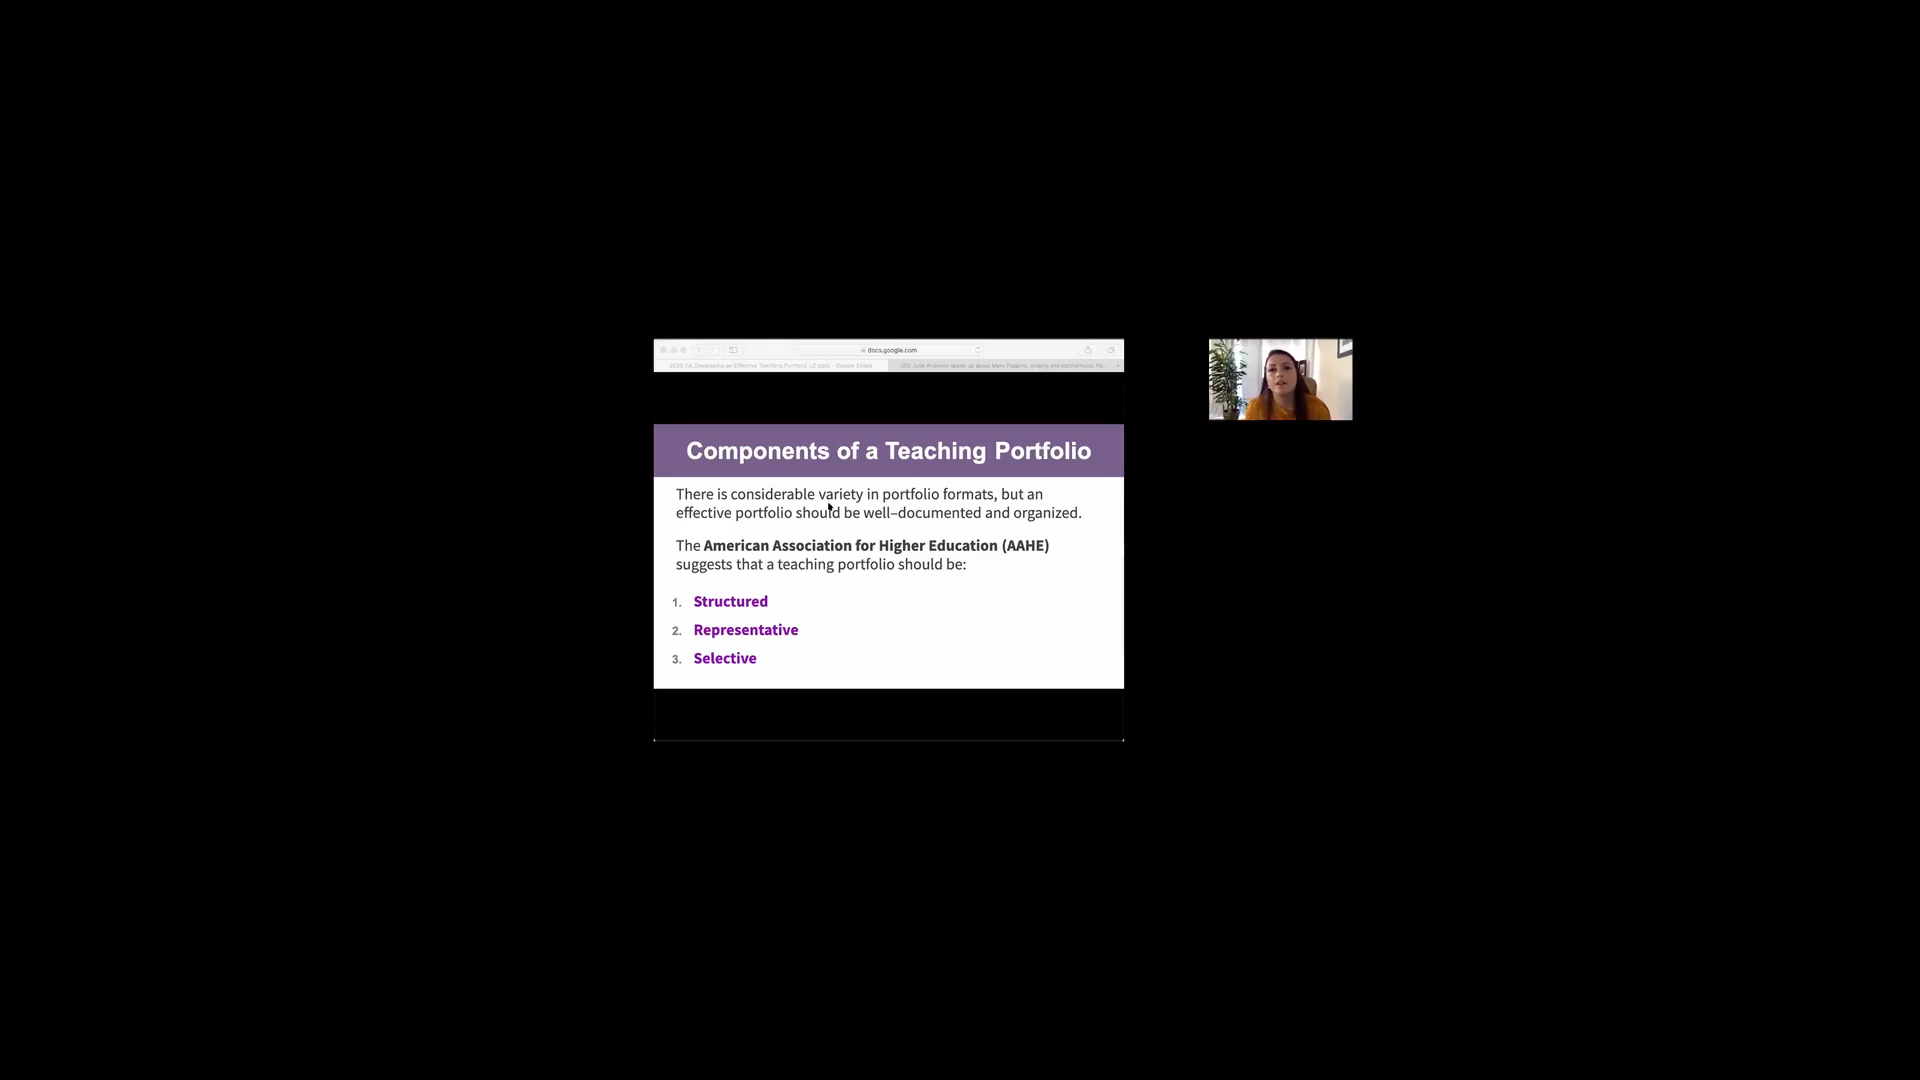 docs.google.com
Components of a Teaching Portfolio
There is considerable variety in portfolio formats, but an
effective portfolio should be well–documented and organized.
The American Association for Higher Education (AAHE)
suggests that a teaching portfolio should be:
1. Structured
2. Representative
3. Selective